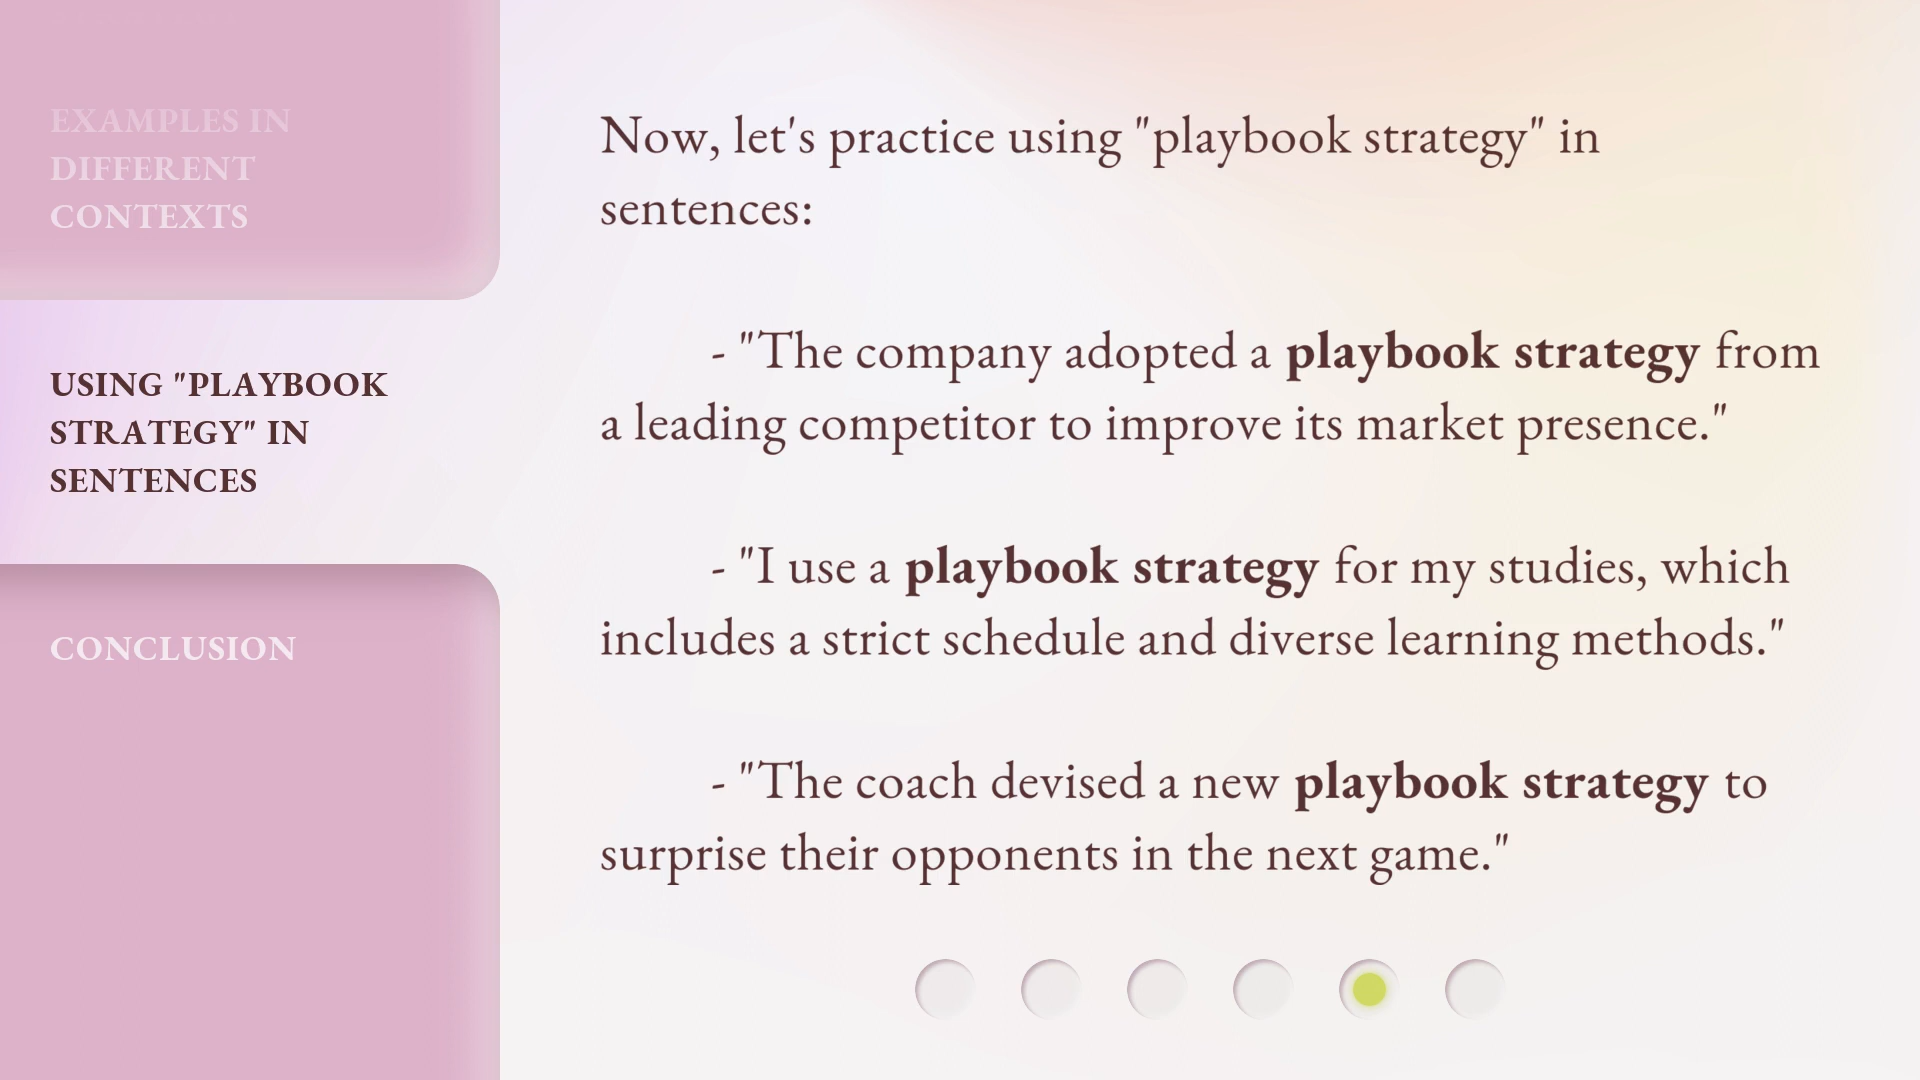 EXAMPLES IN
DIFFERENT
CONTEXTS
USING "PLAYBOOK
STRATEGY" IN
SENTENCES
CONCLUSION
Now, let's practice using "playbook strategy" in
sentences:
- "The company adopted a playbook strategy from
a leading competitor to improve its market presence."
- "I use a playbook strategy for my studies, which
includes a strict schedule and diverse learning methods."
- "The coach devised a new playbook strategy to
surprise their opponents in the next game."